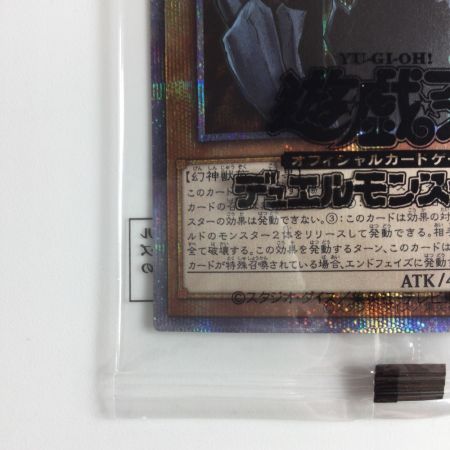 YU-GI-OH!
遊戯王
オフィシャルカードゲーム
デュエルモンス
【幻神獣
このカード
カードの召
スターの効果は発動できない。③：このカードは効果の対
ルドのモンスター２体をリリースして発動できる。相手
全て破壊する。この効果を発動するターン、このカードは
カードが特殊召喚されている場合、エンドフェイズに発動
ATK/4
©スタジオ・ダイス/集英社・テレビ